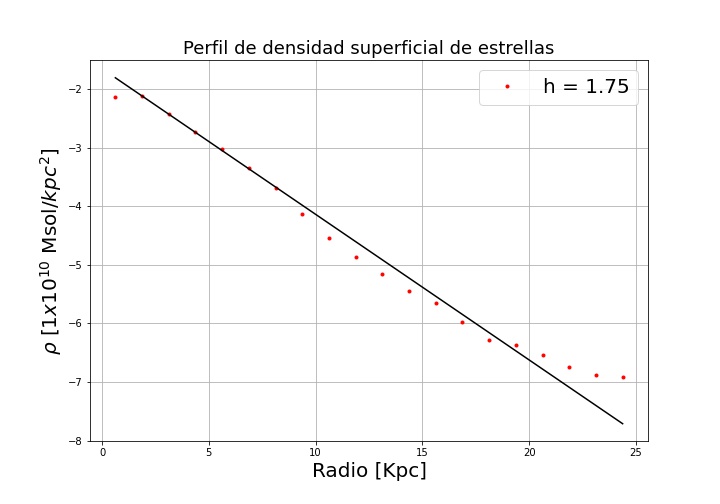 Perfil de densidad superficial de estrellas
h = 1.75
ρ [1x10¹⁰ Msol/kpc²]
−2
−3
−4
−5
−6
−7
−8
0 5 10 15 20 25
Radio [Kpc]